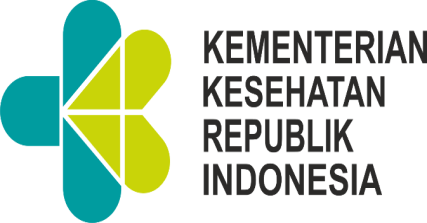 KEMENTERIAN
KESEHATAN
REPUBLIK
INDONESIA